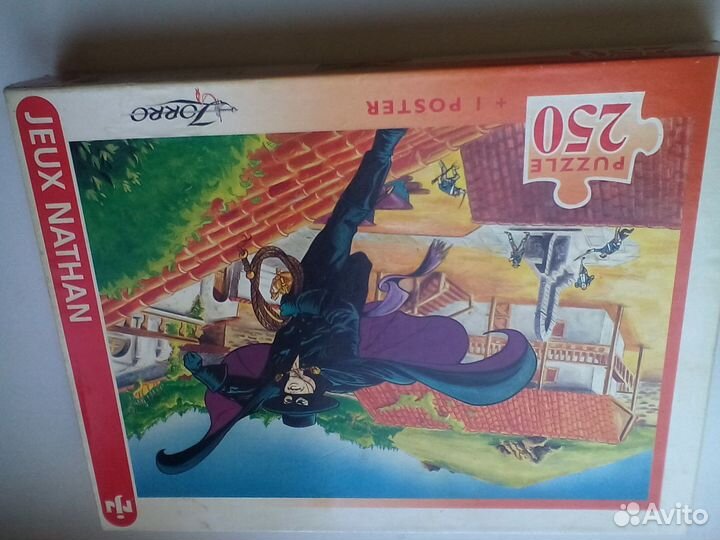 JEUX NATHAN
ZORRO
+ 1 POSTER
PUZZLE
250
Avito